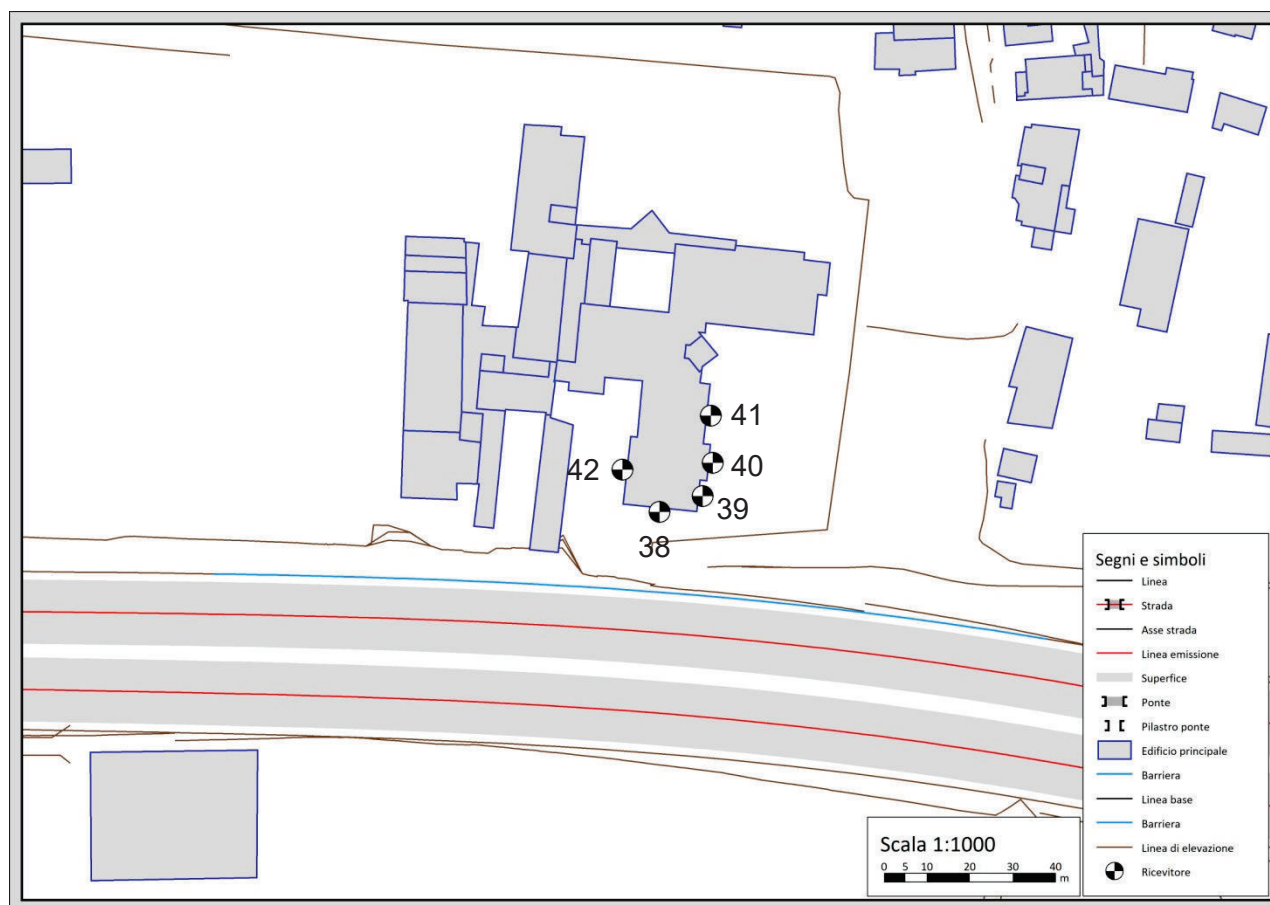 41
42
40
39
38
Segni e simboli
Linea
Strada
Asse strada
Linea emissione
Superfice
Ponte
Pilastro ponte
Edificio principale
Barriera
Linea base
Barriera
Linea di elevazione
Ricevitore
Scala 1:1000
0 5 10 20 30 40
m